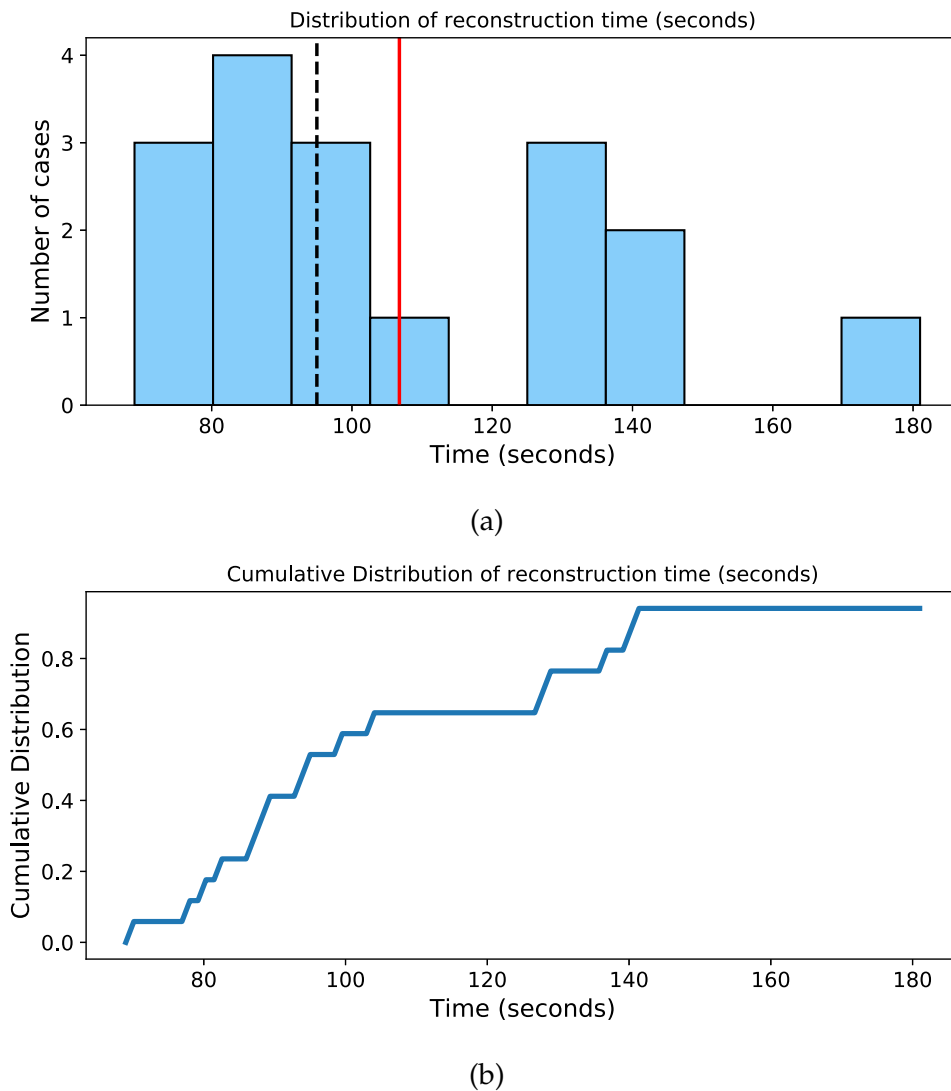 Distribution of reconstruction time (seconds)
4
3
2
1
0
Number of cases
80 100 120 140 160 180
Time (seconds)
(a)
Cumulative Distribution of reconstruction time (seconds)
0.8
0.6
0.4
0.2
0.0
Cumulative Distribution
80 100 120 140 160 180
Time (seconds)
(b)